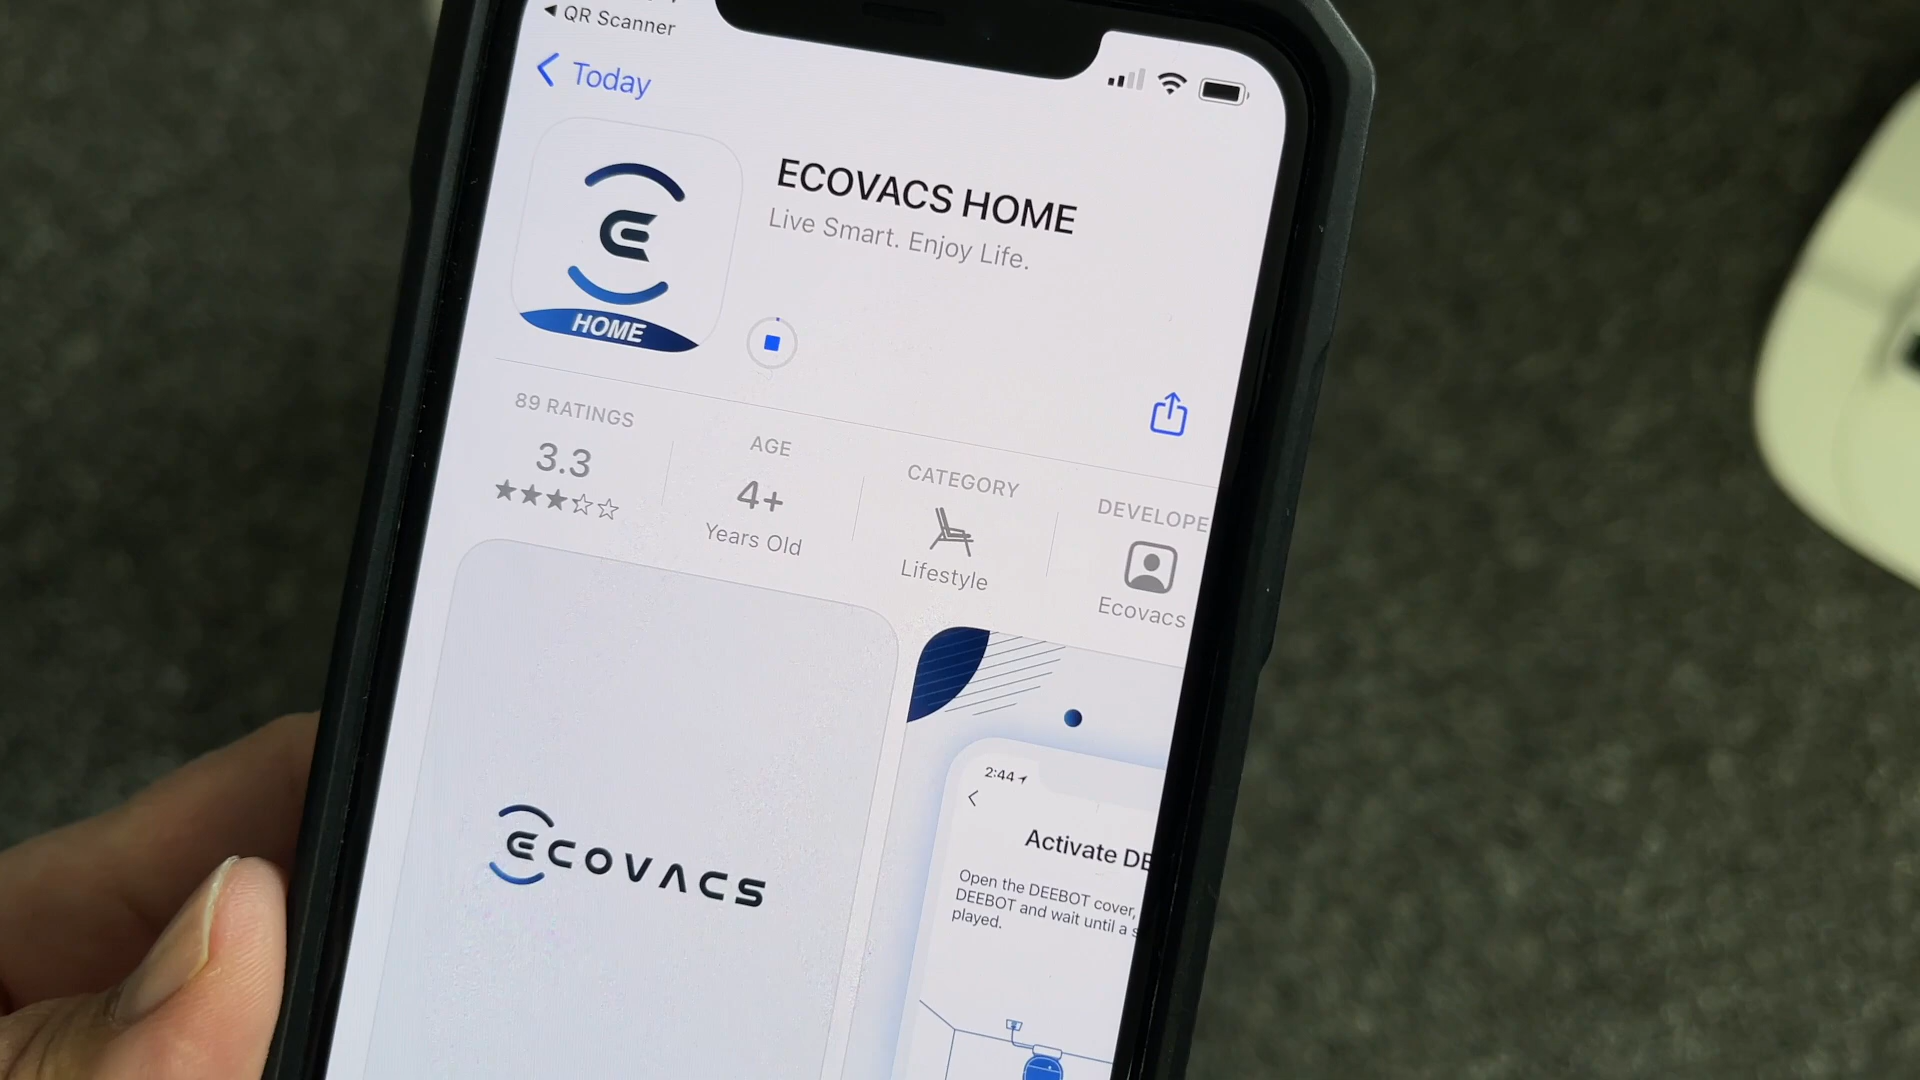 QR Scanner
Today
ECOVACS HOME
Live Smart. Enjoy Life.
HOME
89 RATINGS
3.3
AGE
4+
Years Old
CATEGORY
Lifestyle
DEVELOPE
Ecovacs
ECOVACS
2:44
Activate DE
Open the DEEBOT cover,
DEEBOT and wait until a s
played.